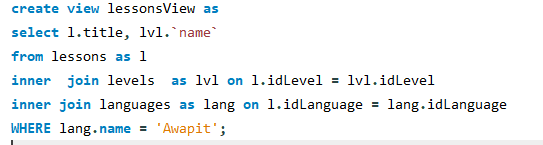 create view lessonsView as
select l.title, lvl.`name`
from lessons as l
inner  join levels  as lvl on l.idLevel = lvl.idLevel
inner join languages as lang on l.idLanguage = lang.idLanguage
WHERE lang.name = 'Awapit';